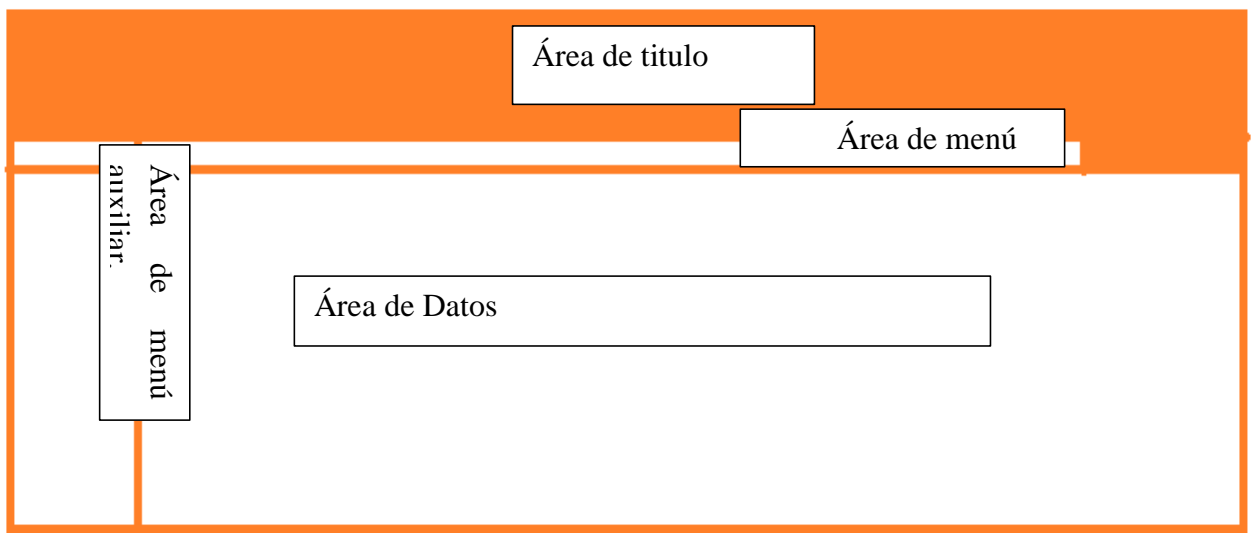 Área de titulo
Área de menú
Área de menú
auxiliar.
Área de Datos